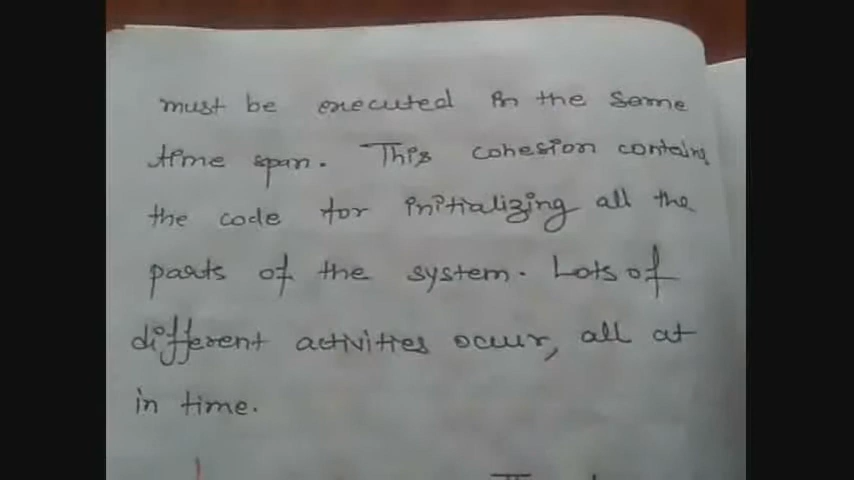 must be executed in the same
time span. This cohesion contains
the code for initializing all the
parts of the system. Lots of
different activities occur, all at
in time.